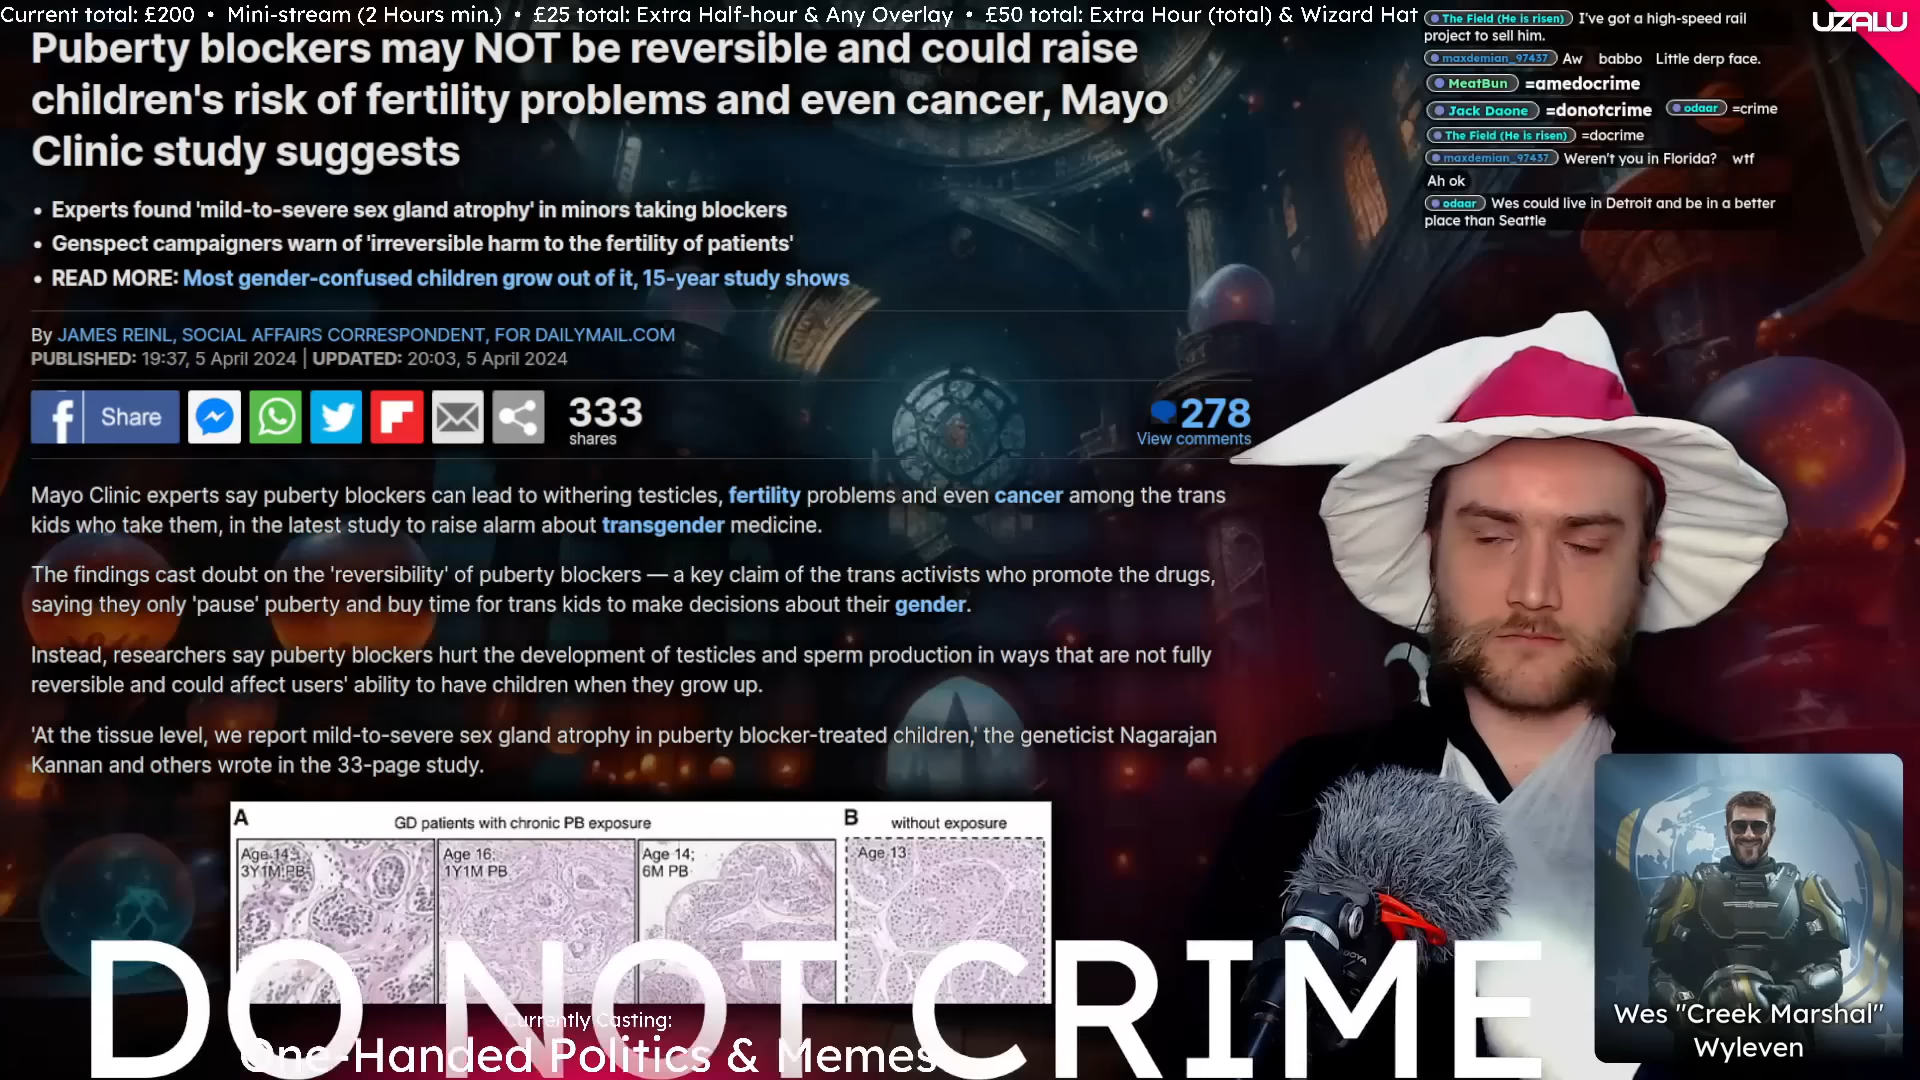 Current total: £200 • Mini-stream (2 Hours min.) • £25 total: Extra Half-hour & Any Overlay • £50 total: Extra Hour (total) & Wizard Hat
Puberty blockers may NOT be reversible and could raise
children's risk of fertility problems and even cancer, Mayo
Clinic study suggests
• Experts found 'mild-to-severe sex gland atrophy' in minors taking blockers
• Genspect campaigners warn of 'irreversible harm to the fertility of patients'
• READ MORE: Most gender-confused children grow out of it, 15-year study shows
By JAMES REINL, SOCIAL AFFAIRS CORRESPONDENT, FOR DAILYMAIL.COM
PUBLISHED: 19:37, 5 April 2024 | UPDATED: 20:03, 5 April 2024
Share
333
shares
278
View comments
Mayo Clinic experts say puberty blockers can lead to withering testicles, fertility problems and even cancer among the trans
kids who take them, in the latest study to raise alarm about transgender medicine.
The findings cast doubt on the 'reversibility' of puberty blockers — a key claim of the trans activists who promote the drugs,
saying they only 'pause' puberty and buy time for trans kids to make decisions about their gender.
Instead, researchers say puberty blockers hurt the development of testicles and sperm production in ways that are not fully
reversible and could affect users' ability to have children when they grow up.
'At the tissue level, we report mild-to-severe sex gland atrophy in puberty blocker-treated children,' the geneticist Nagarajan
Kannan and others wrote in the 33-page study.
A
GD patients with chronic PB exposure
B
without exposure
Age 14;
3Y1M PB
Age 16;
1Y1M PB
Age 14;
6M PB
Age 13
DO NOT CRIME
Currently Casting:
One-Handed Politics & Memes
The Field (He is risen) I've got a high-speed rail
project to sell him.
maxdemian_97437 Aw babbo Little derp face.
MeatBun =amedocrime
Jack Daone =donotcrime odaar =crime
The Field (He is risen) =docrime
maxdemian_97437 Weren't you in Florida? wtf
Ah ok
odaar Wes could live in Detroit and be in a better
place than Seattle
UZALU
Wes "Creek Marshal"
Wyleven